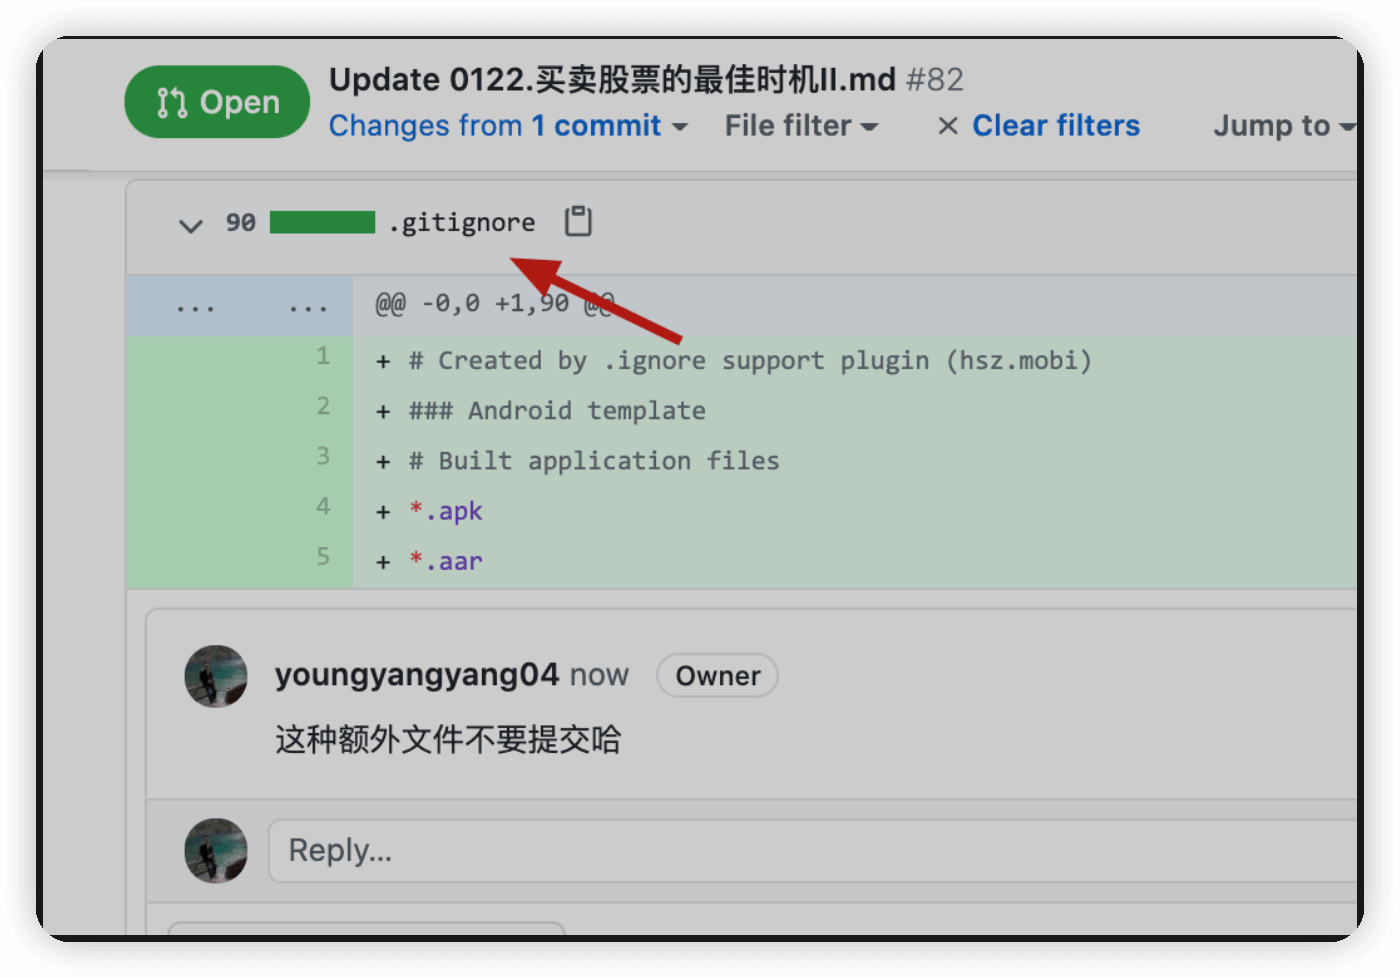 Open
Update 0122.买卖股票的最佳时机II.md #82
Changes from 1 commit File filter × Clear filters Jump to
90 .gitignore
... ... @@ -0,0 +1,90 @@
1 + # Created by .ignore support plugin (hsz.mobi)
2 + ### Android template
3 + # Built application files
4 + *.apk
5 + *.aar
youngyangyang04 now Owner
这种额外文件不要提交哈
Reply...